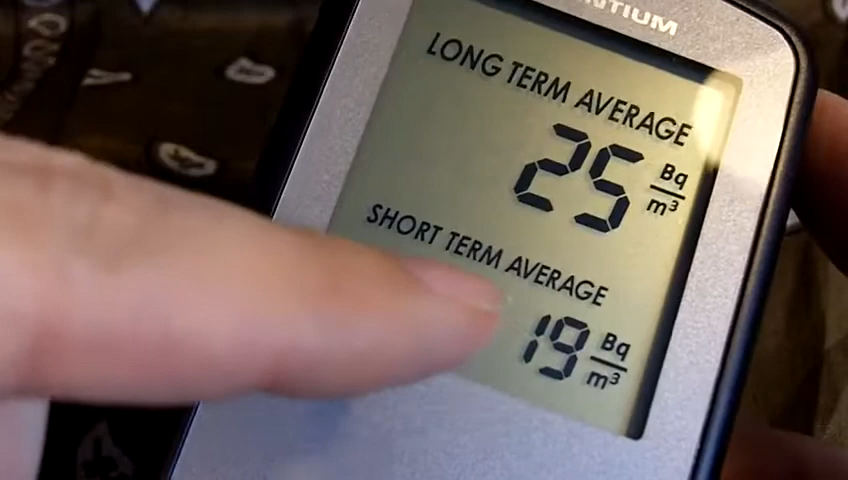 LONG TERM AVERAGE
25 Bq/m³
SHORT TERM AVERAGE
19 Bq/m³